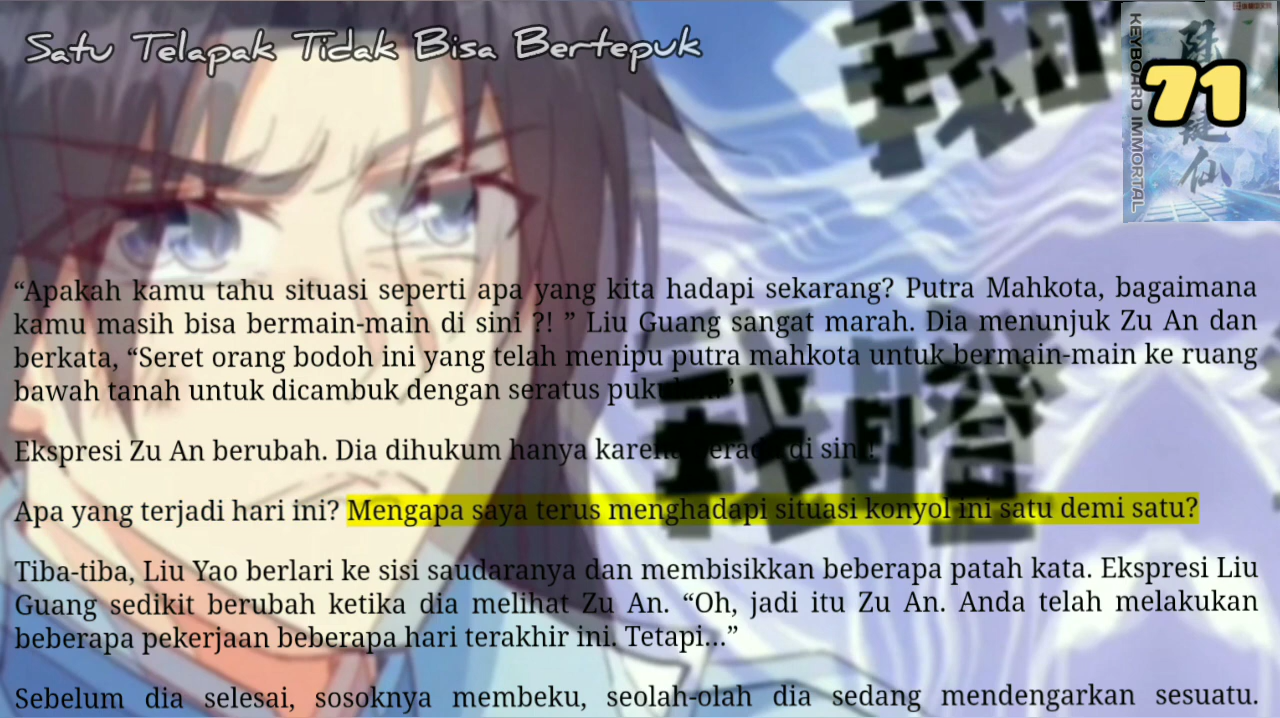 Satu Telapak Tidak Bisa Bertepuk
71
KEYBOARD IMMORTAL
“Apakah kamu tahu situasi seperti apa yang kita hadapi sekarang? Putra Mahkota, bagaimana
kamu masih bisa bermain-main di sini ?! ” Liu Guang sangat marah. Dia menunjuk Zu An dan
berkata, “Seret orang bodoh ini yang telah menipu putra mahkota untuk bermain-main ke ruang
bawah tanah untuk dicambuk dengan seratus
Ekspresi Zu An berubah. Dia dihukum hanya di
Apa yang terjadi hari ini? Mengapa saya terus menghadapi situasi konyol ini satu demi satu?
Tiba-tiba, Liu Yao berlari ke sisi saudaranya dan membisikkan beberapa patah kata. Ekspresi Liu
Guang sedikit berubah ketika dia melihat Zu An. “Oh, jadi itu Zu An. Anda telah melakukan
beberapa pekerjaan beberapa hari terakhir ini. Tetapi...”
Sebelum dia selesai, sosoknya membeku, seolah-olah dia sedang mendengarkan sesuatu.